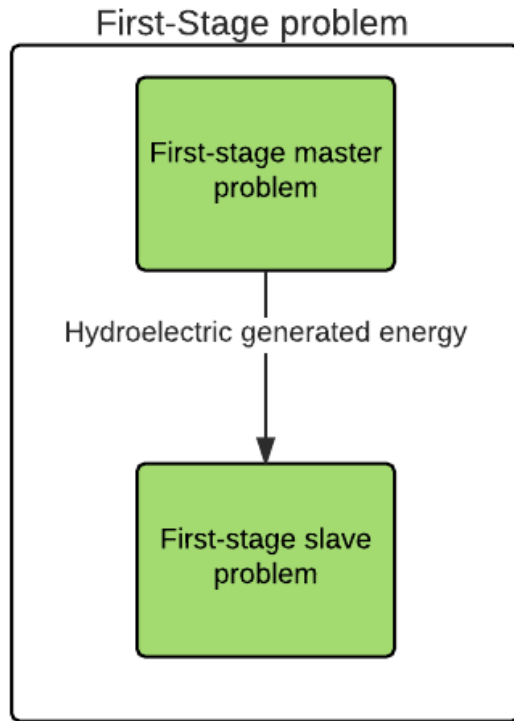 First-Stage problem
First-stage master
problem
Hydroelectric generated energy
First-stage slave
problem